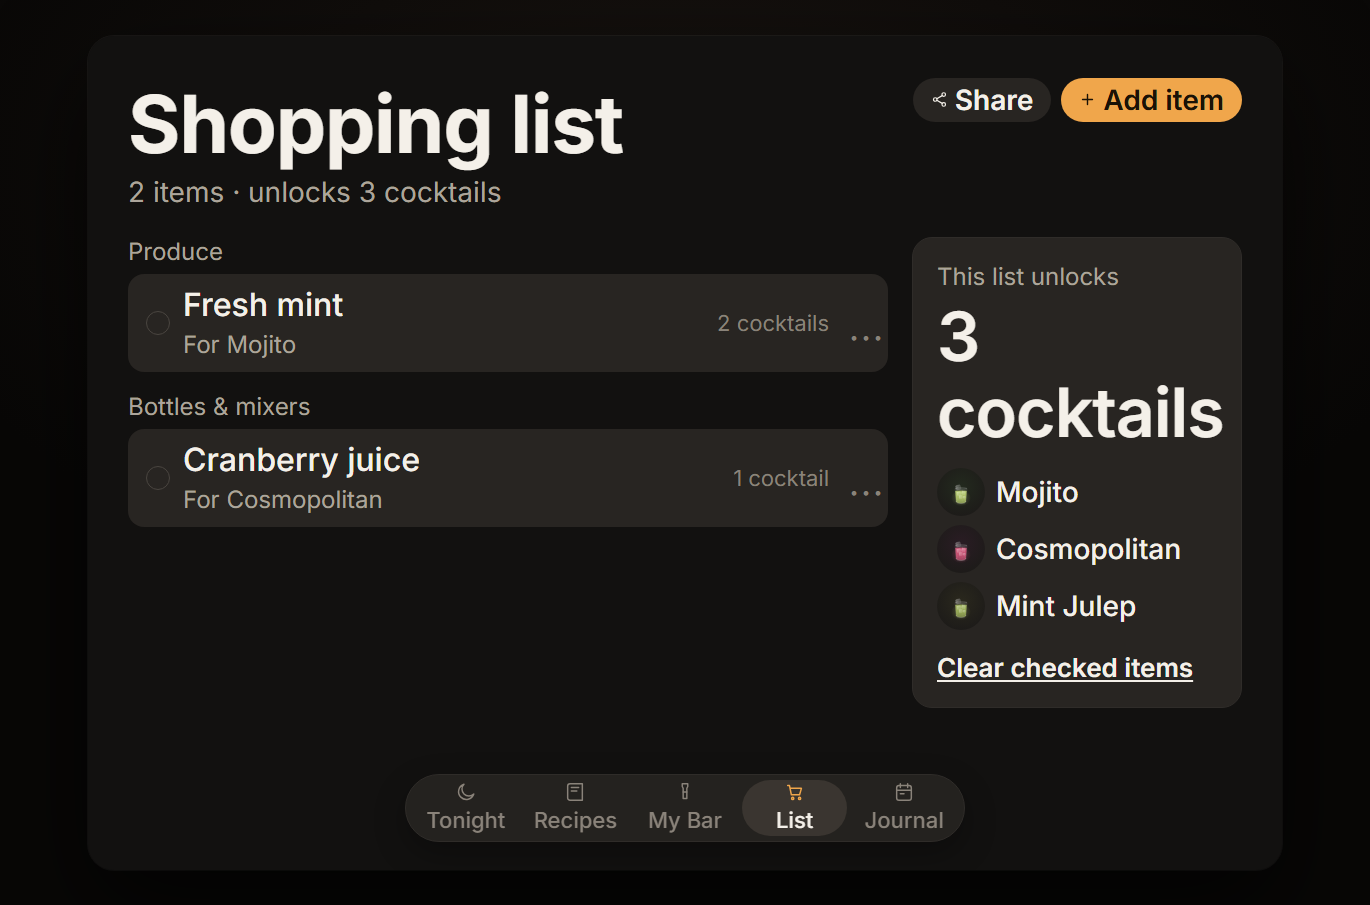 Shopping list
2 items · unlocks 3 cocktails
Share
Add item
Produce
Fresh mint
For Mojito
2 cocktails
Bottles & mixers
Cranberry juice
For Cosmopolitan
1 cocktail
This list unlocks
3
cocktails
Mojito
Cosmopolitan
Mint Julep
Clear checked items
Tonight
Recipes
My Bar
List
Journal